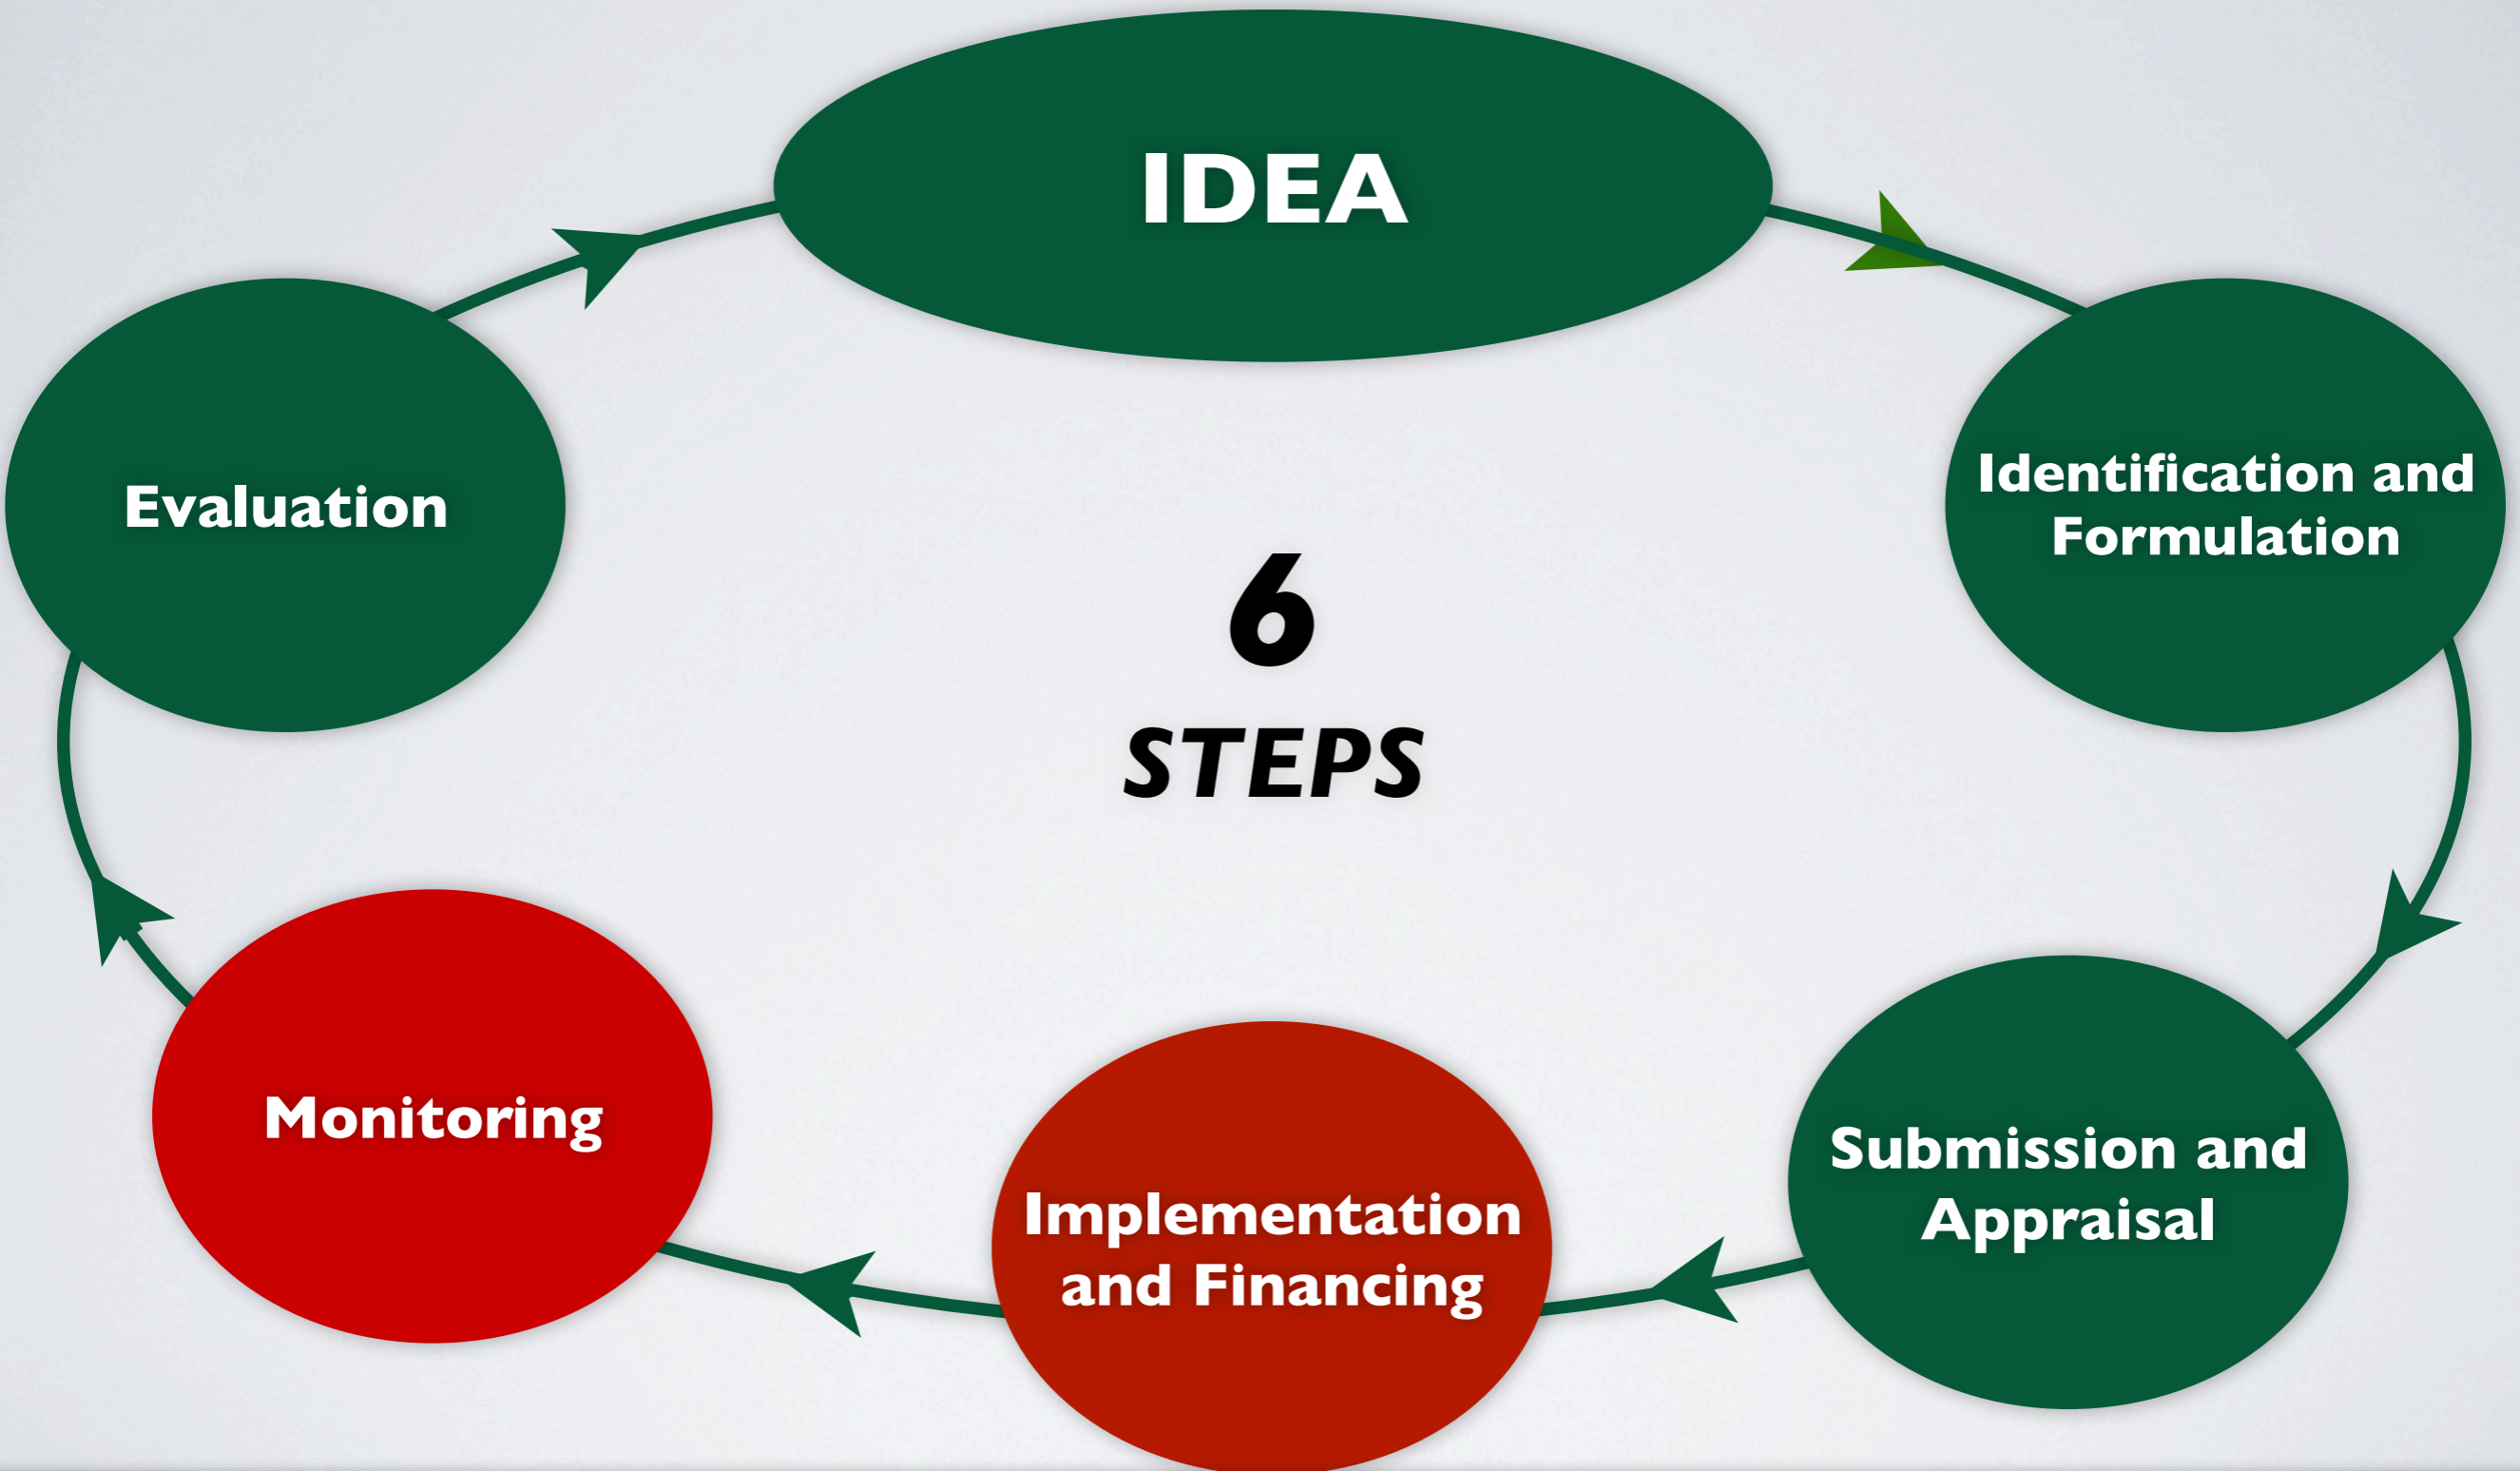 IDEA
Identification and
Formulation
Submission and
Appraisal
Implementation
and Financing
Monitoring
Evaluation
6
STEPS